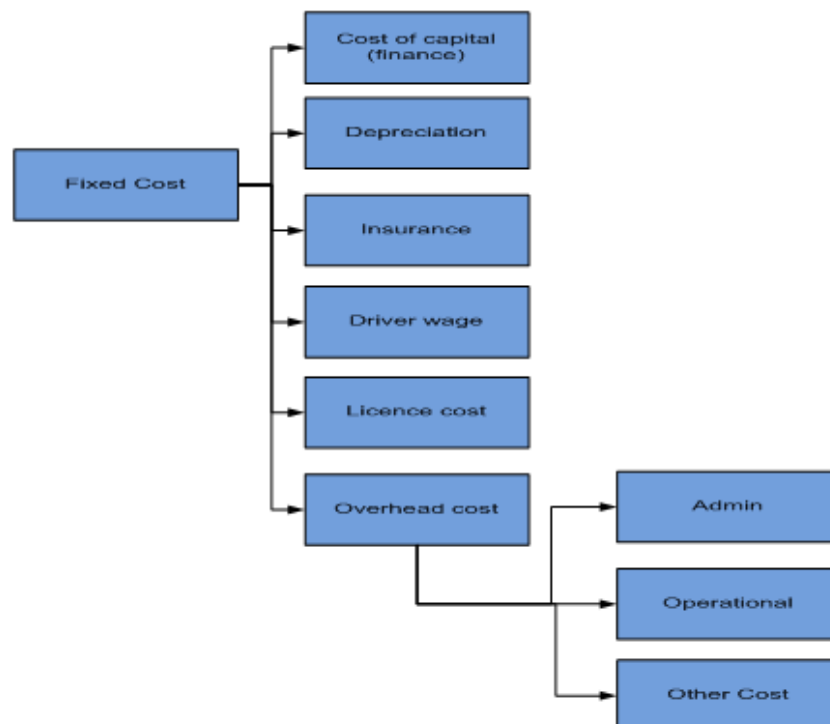 Cost of capital
(finance)
Depreciation
Fixed Cost
Insurance
Driver wage
Licence cost
Overhead cost
Admin
Operational
Other Cost